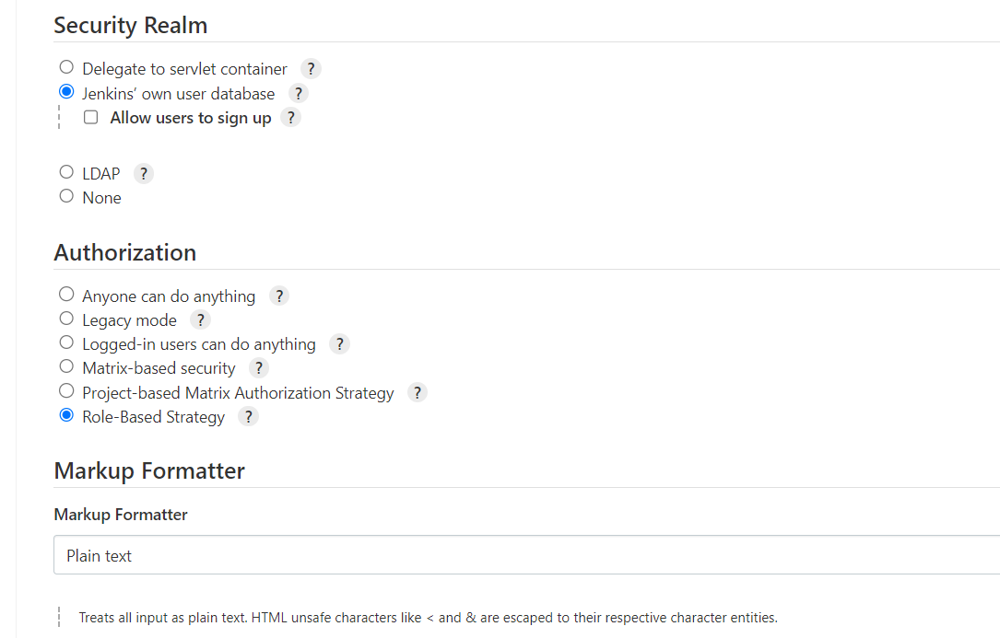 Security Realm
Delegate to servlet container ?
Jenkins’ own user database ?
Allow users to sign up ?
LDAP ?
None
Authorization
Anyone can do anything ?
Legacy mode ?
Logged-in users can do anything ?
Matrix-based security ?
Project-based Matrix Authorization Strategy ?
Role-Based Strategy ?
Markup Formatter
Markup Formatter
Plain text
Treats all input as plain text. HTML unsafe characters like < and & are escaped to their respective character entities.